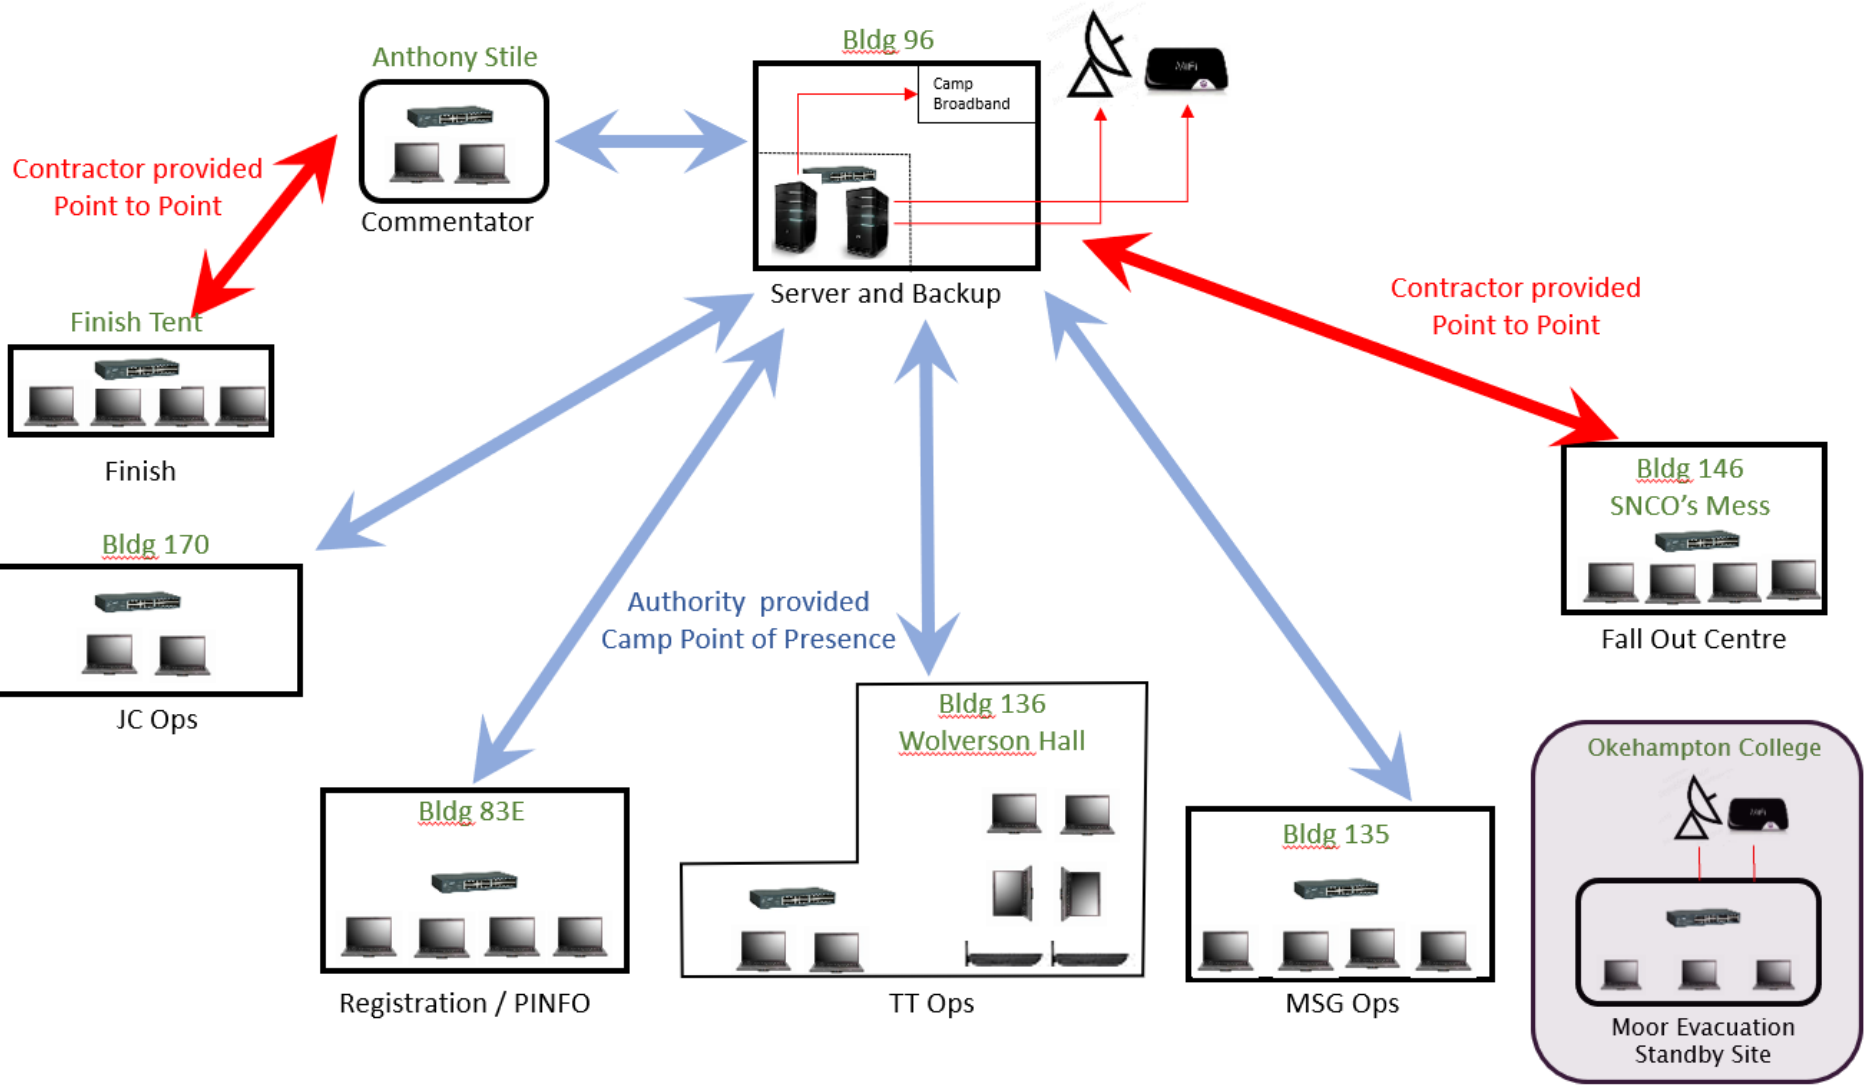 Bldg 96
Anthony Stile
Camp
Broadband
MiFi
Contractor provided
Point to Point
Commentator
Server and Backup
Contractor provided
Point to Point
Finish Tent
Finish
Bldg 146
SNCO's Mess
Fall Out Centre
Bldg 170
JC Ops
Authority provided
Camp Point of Presence
Bldg 136
Wolverson Hall
TT Ops
Bldg 83E
Registration / PINFO
Bldg 135
MSG Ops
Okehampton College
MiFi
Moor Evacuation
Standby Site